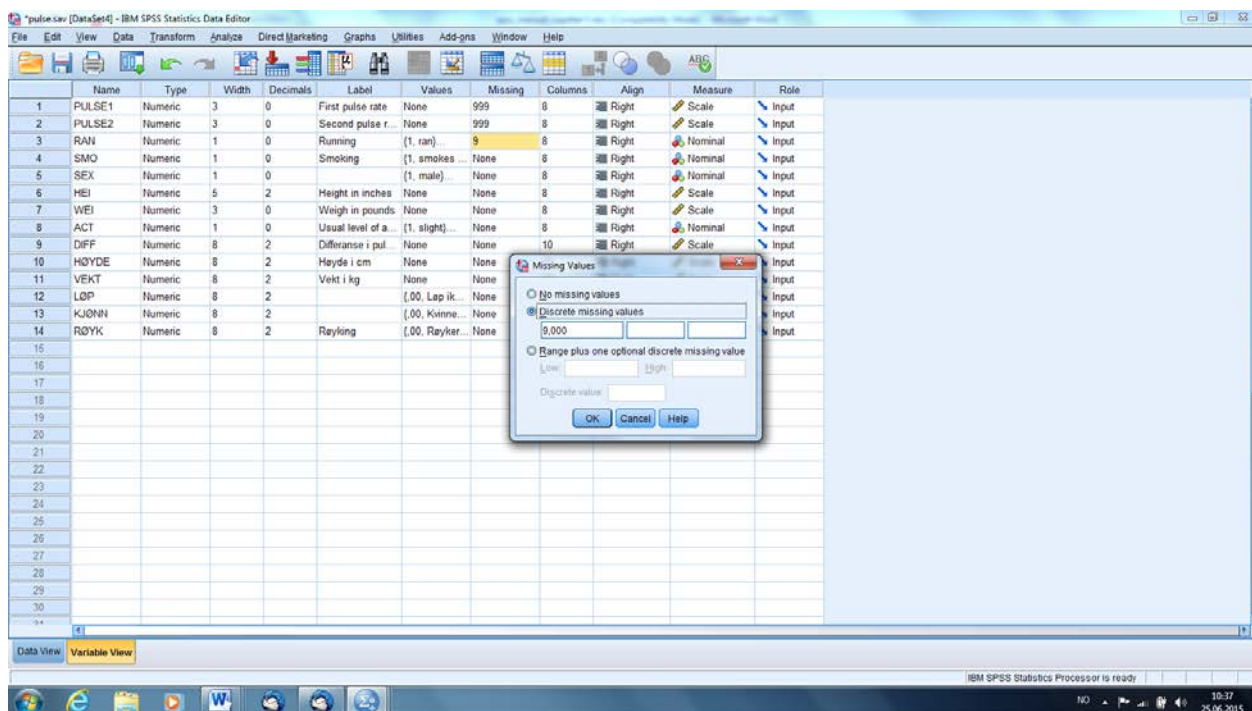 *pulse.sav [DataSet4] - IBM SPSS Statistics Data Editor
File Edit View Data Transform Analyze Direct Marketing Graphs Utilities Add-ons Window Help
Name Type Width Decimals Label Values Missing Columns Align Measure Role
1 PULSE1 Numeric 3 0 First pulse rate None 999 8 Right Scale Input
2 PULSE2 Numeric 3 0 Second pulse r... None 999 8 Right Scale Input
3 RAN Numeric 1 0 Running {1, ran}... 9 8 Right Nominal Input
4 SMO Numeric 1 0 Smoking {1, smokes ... None 8 Right Nominal Input
5 SEX Numeric 1 0 {1, male}... None 8 Right Nominal Input
6 HEI Numeric 5 2 Height in inches None None 8 Right Scale Input
7 WEI Numeric 3 0 Weigh in pounds None None 8 Right Scale Input
8 ACT Numeric 1 0 Usual level of a... {1, slight}... None 8 Right Nominal Input
9 DIFF Numeric 8 2 Differanse i pul... None None 10 Right Scale Input
10 HØYDE Numeric 8 2 Høyde i cm None None Input
11 VEKT Numeric 8 2 Vekt i kg None None Input
12 LØP Numeric 8 2 {,00, Løp ik... None Input
13 KJØNN Numeric 8 2 {,00, Kvinne... None Input
14 RØYK Numeric 8 2 Røyking {,00, Røyker... None Input
15
16
17
18
19
20
21
22
23
24
25
26
27
28
29
30
Missing Values
No missing values
Discrete missing values
9,000
Range plus one optional discrete missing value
Low: High:
Discrete value:
OK Cancel Help
Data View Variable View
IBM SPSS Statistics Processor is ready
NO 10:37
25.06.2015